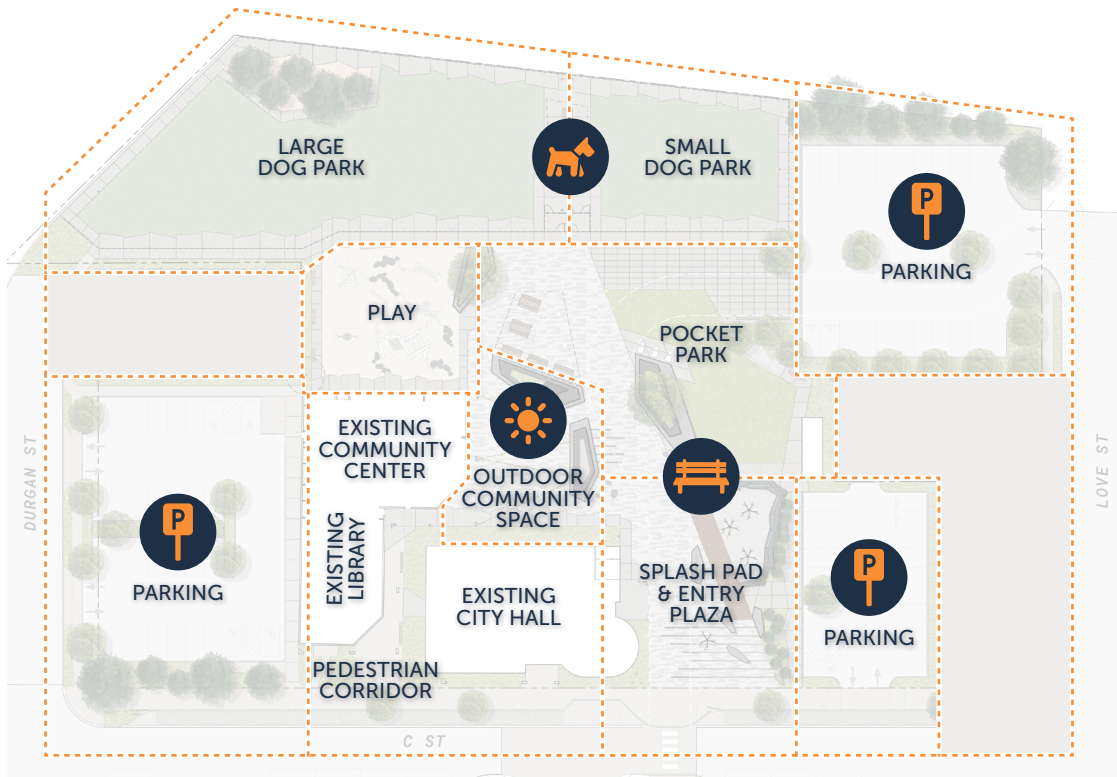 LARGE
DOG PARK
SMALL
DOG PARK
P
PARKING
PLAY
POCKET
PARK
EXISTING
COMMUNITY
CENTER
OUTDOOR
COMMUNITY
SPACE
DURGAN ST
LOVE ST
P
PARKING
EXISTING
LIBRARY
EXISTING
CITY HALL
SPLASH PAD
& ENTRY
PLAZA
P
PARKING
PEDESTRIAN
CORRIDOR
C ST